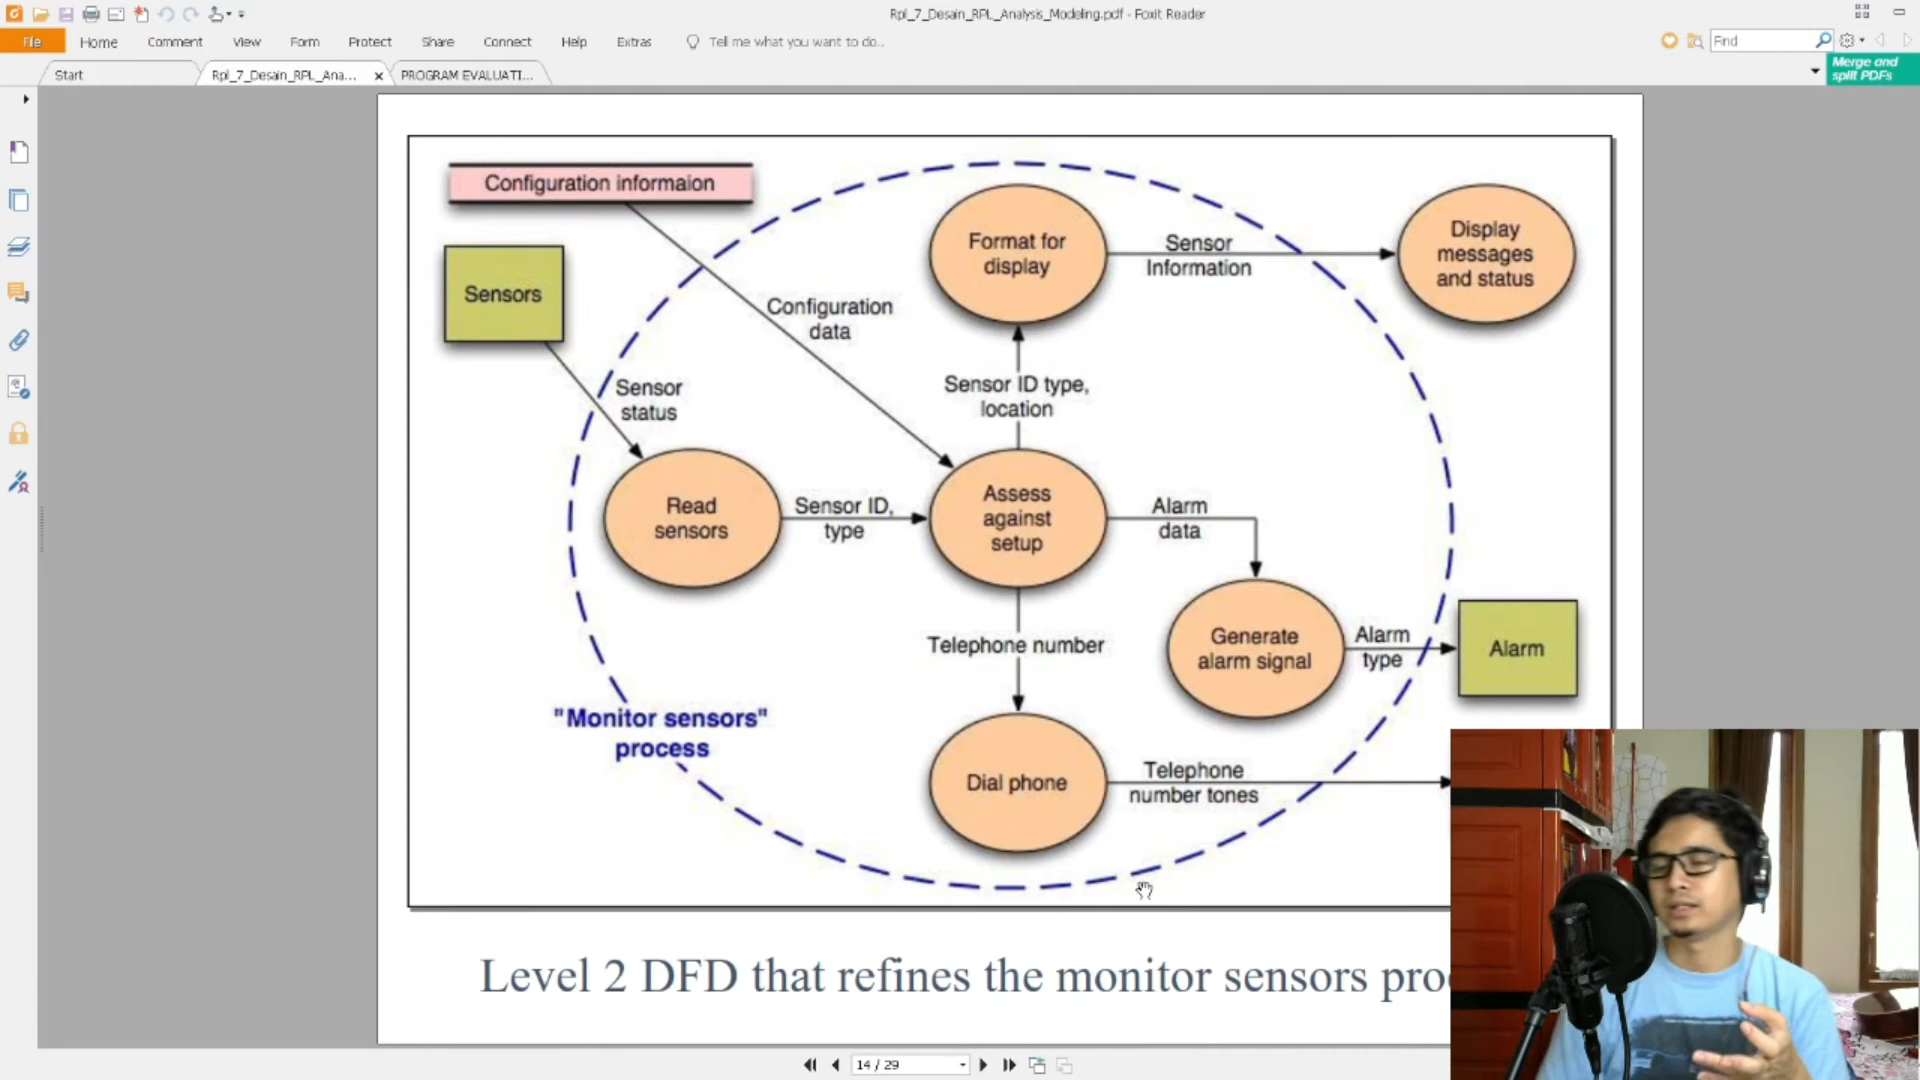 Rpl_7_Desain_RPL_Analysis_Modeling.pdf - Foxit Reader
File
Home
Comment
View
Form
Protect
Share
Connect
Help
Extras
Tell me what you want to do..
Find
Start
Rpl_7_Desain_RPL_Ana...
PROGRAM EVALUATI...
Merge and
split PDFs
Configuration informaion
Sensors
Format for
display
Sensor
Information
Display
messages
and status
Configuration
data
Sensor
status
Sensor ID type,
location
Read
sensors
Sensor ID,
type
Assess
against
setup
Alarm
data
Telephone number
Generate
alarm signal
Alarm
type
Alarm
"Monitor sensors"
process
Dial phone
Telephone
number tones
Level 2 DFD that refines the monitor sensors pro
14 / 29